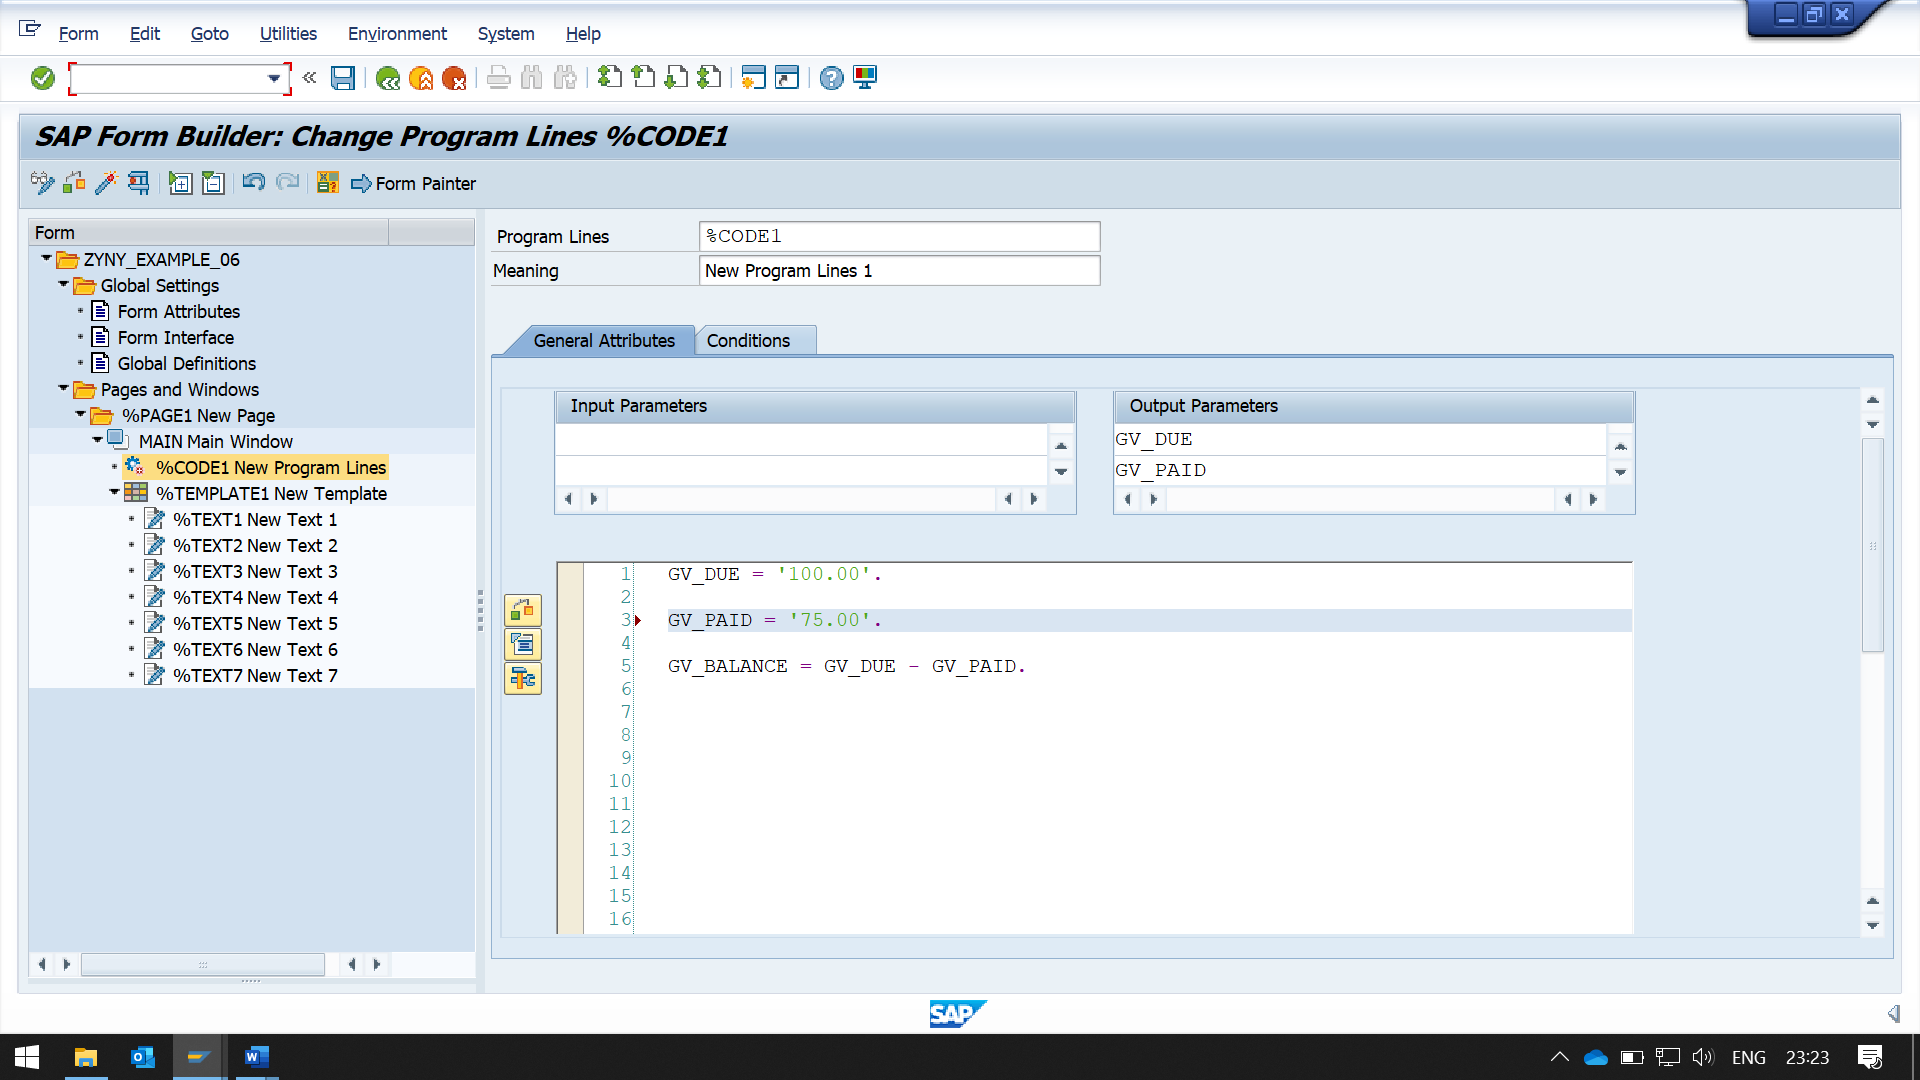 Form Edit Goto Utilities Environment System Help
SAP Form Builder: Change Program Lines %CODE1
Form Painter
Form
ZYNY_EXAMPLE_06
Global Settings
Form Attributes
Form Interface
Global Definitions
Pages and Windows
%PAGE1 New Page
MAIN Main Window
%CODE1 New Program Lines
%TEMPLATE1 New Template
%TEXT1 New Text 1
%TEXT2 New Text 2
%TEXT3 New Text 3
%TEXT4 New Text 4
%TEXT5 New Text 5
%TEXT6 New Text 6
%TEXT7 New Text 7
Program Lines %CODE1
Meaning New Program Lines 1
General Attributes Conditions
Input Parameters
Output Parameters
GV_DUE
GV_PAID
1 GV_DUE = '100.00'.
2
3 GV_PAID = '75.00'.
4
5 GV_BALANCE = GV_DUE - GV_PAID.
6
7
8
9
10
11
12
13
14
15
16
SAP
ENG 23:23